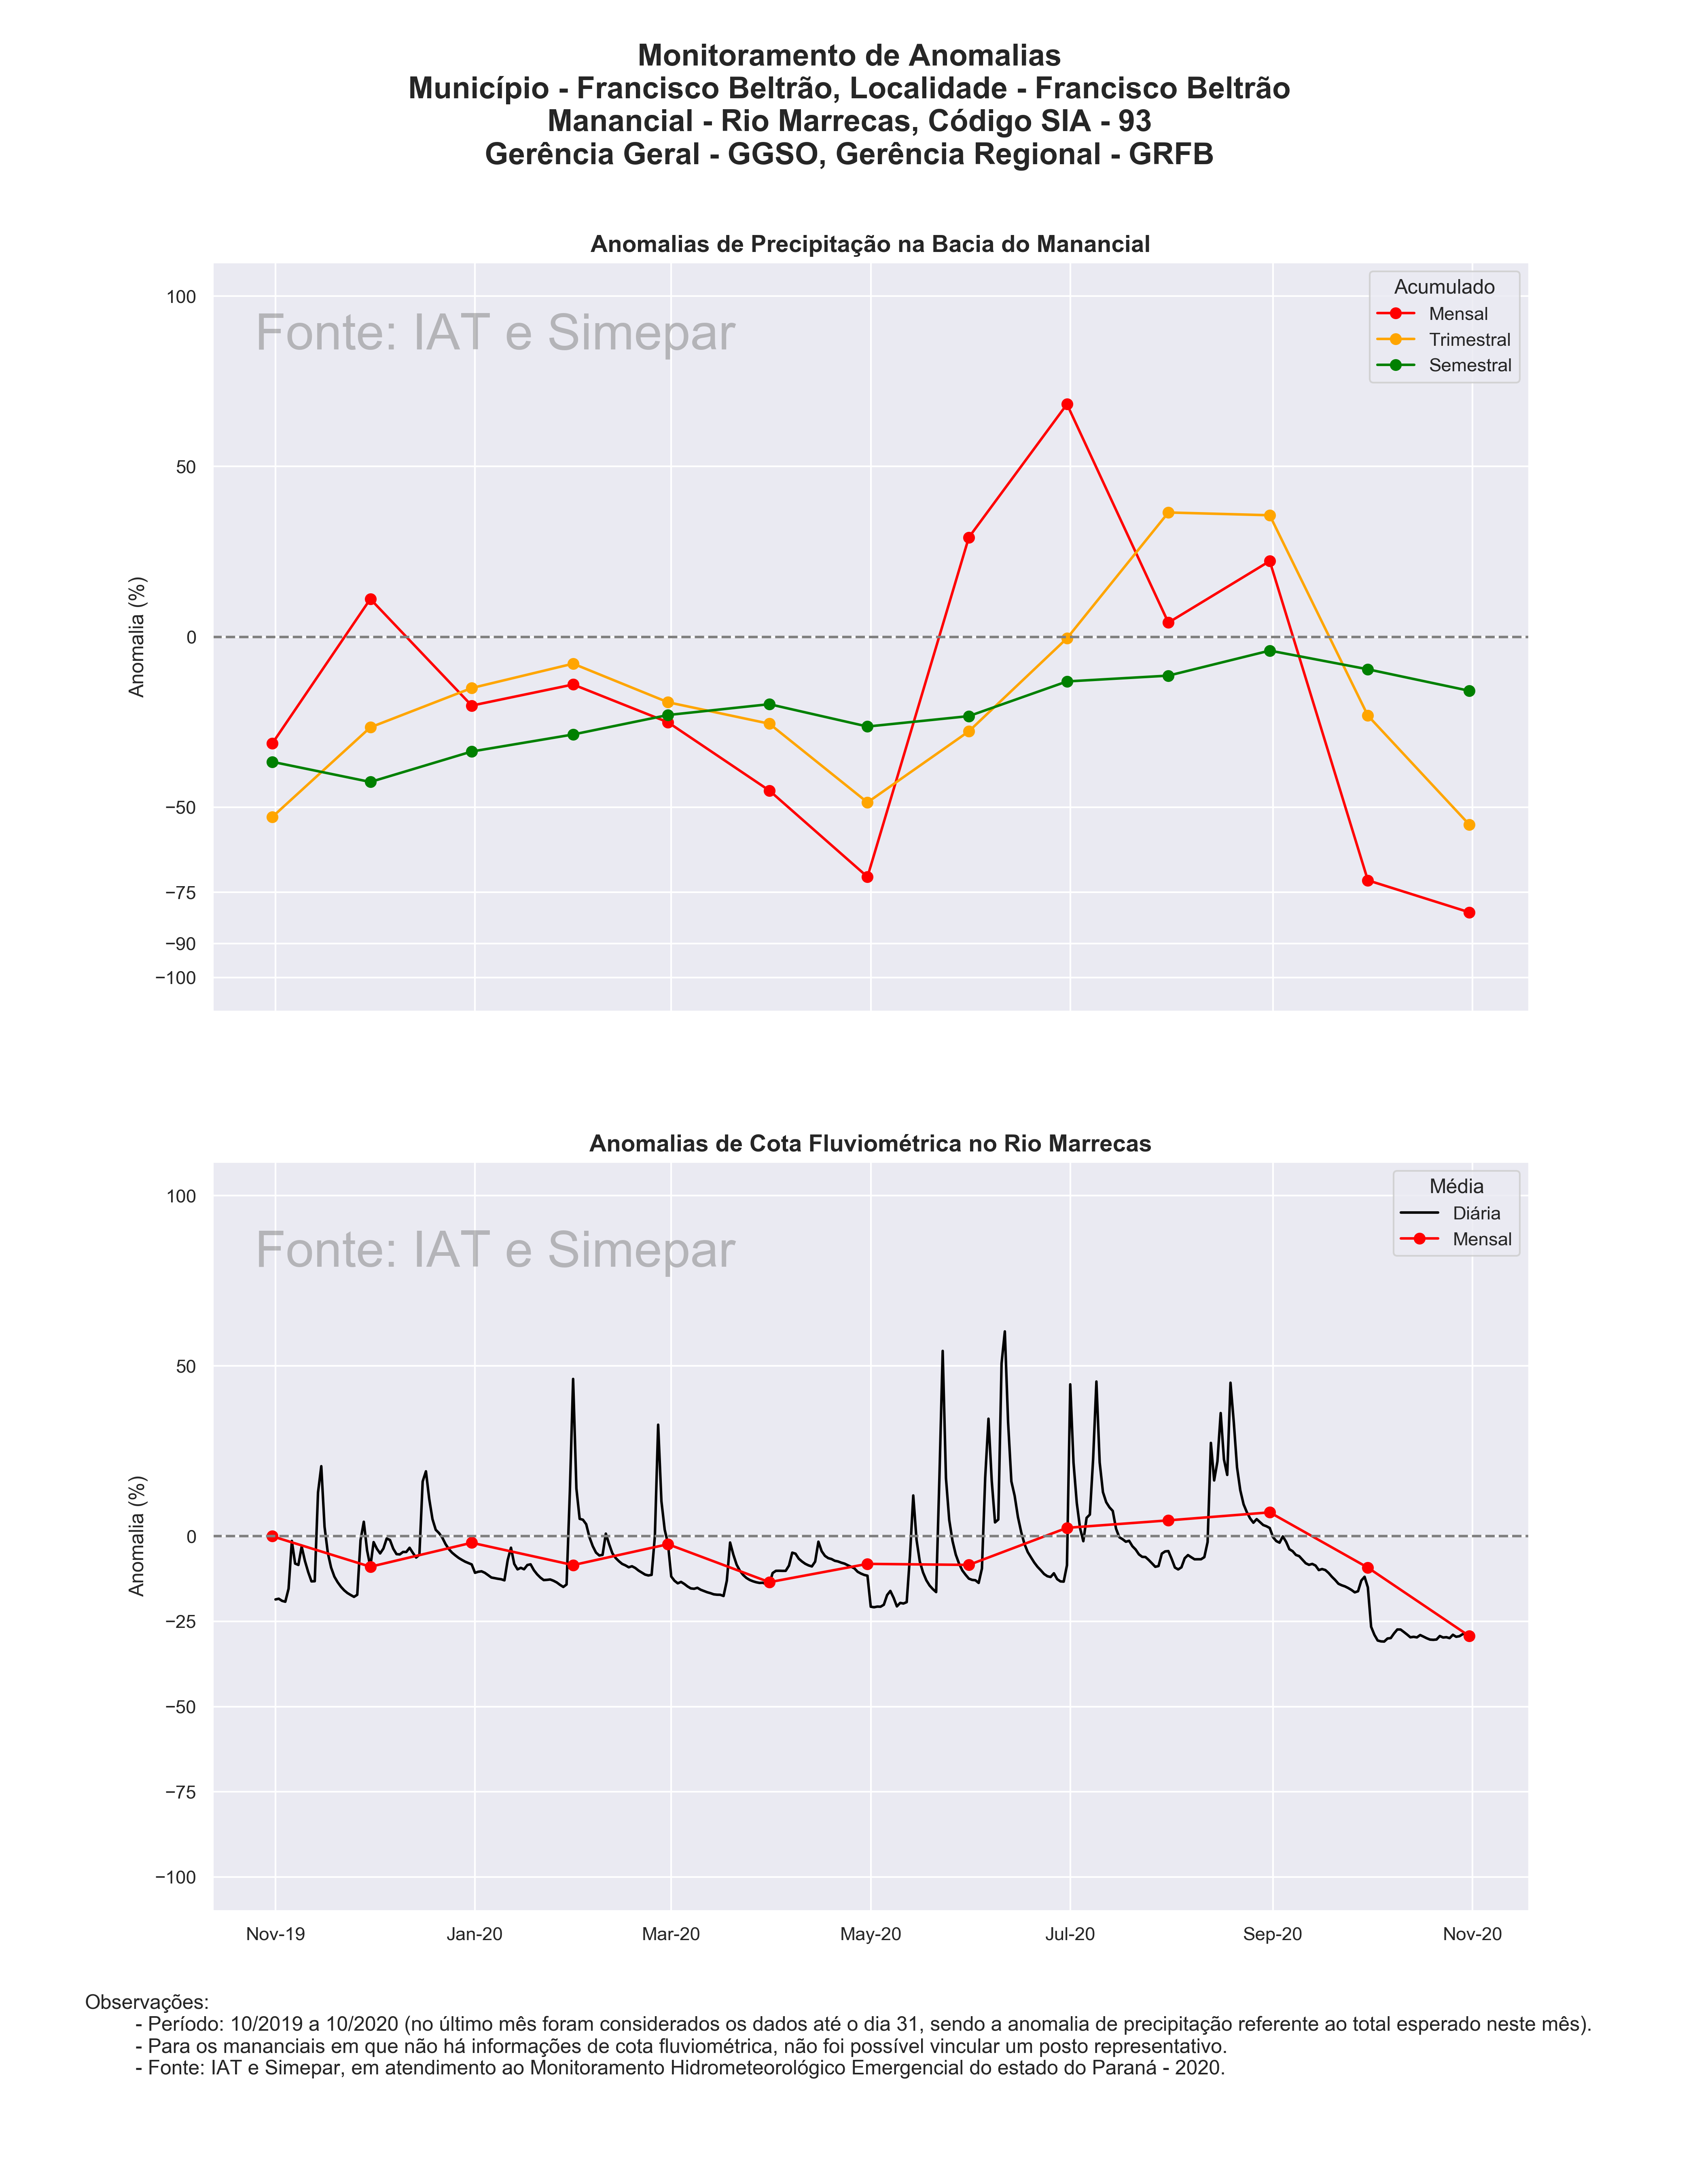 Monitoramento de Anomalias
Município - Francisco Beltrão, Localidade - Francisco Beltrão
Manancial - Rio Marrecas, Código SIA - 93
Gerência Geral - GGSO, Gerência Regional - GRFB
Anomalias de Precipitação na Bacia do Manancial
Fonte: IAT e Simepar
Acumulado
Mensal
Trimestral
Semestral
Anomalia (%)
100
50
0
−50
−75
−90
−100
Anomalias de Cota Fluviométrica no Rio Marrecas
Fonte: IAT e Simepar
Média
Diária
Mensal
Anomalia (%)
100
50
0
−25
−50
−75
−100
Nov-19 Jan-20 Mar-20 May-20 Jul-20 Sep-20 Nov-20
Observações:
- Período: 10/2019 a 10/2020 (no último mês foram considerados os dados até o dia 31, sendo a anomalia de precipitação referente ao total esperado neste mês).
- Para os mananciais em que não há informações de cota fluviométrica, não foi possível vincular um posto representativo.
- Fonte: IAT e Simepar, em atendimento ao Monitoramento Hidrometeorológico Emergencial do estado do Paraná - 2020.